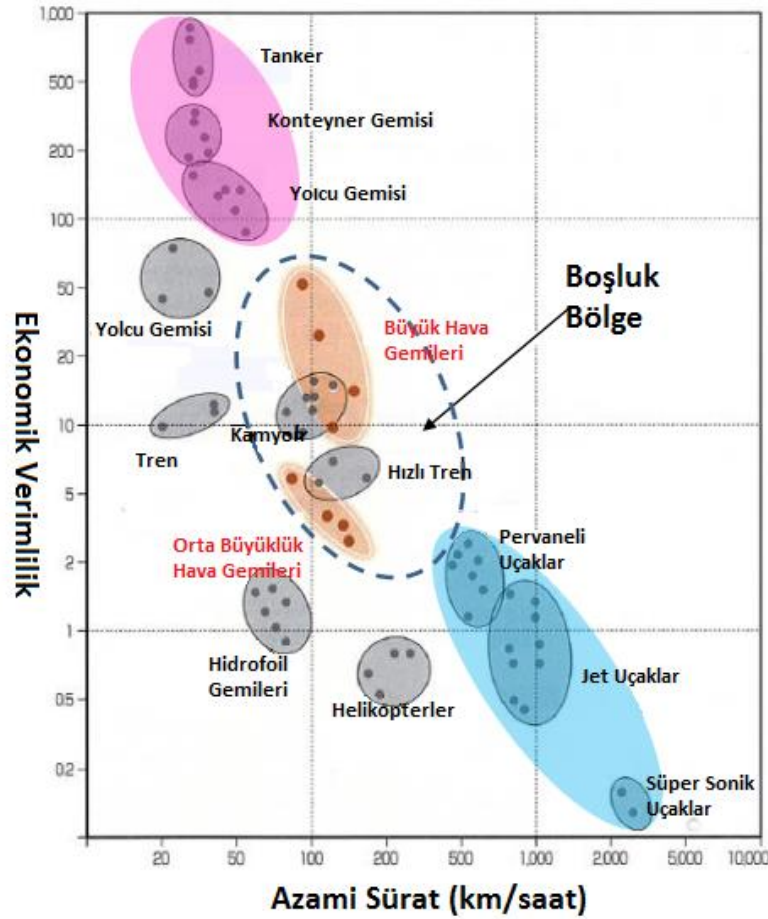 1,000
500
200
100
50
20
10
5
2
1
0.5
02
Ekonomik Verimlilik
Tanker
Konteyner Gemisi
Yolcu Gemisi
Yolcu Gemisi
Boşluk
Bölge
Büyük Hava
Gemileri
Tren
Kamyon
Hızlı Tren
Orta Büyüklük
Hava Gemileri
Pervaneli
Uçaklar
Hidrofoil
Gemileri
Helikopterler
Jet Uçaklar
Süper Sonik
Uçaklar
20
50
100
200
500
1,000
2,000
5,000
10,000
Azami Sürat (km/saat)